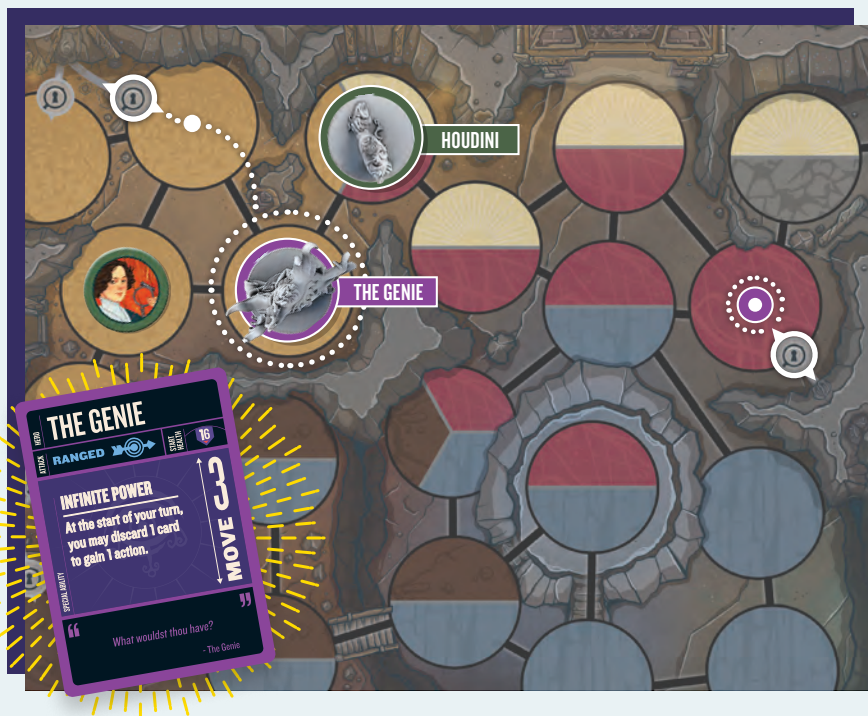 HOUDINI
THE GENIE
HERO
THE GENIE
ATTACK
RANGED
START
HEALTH
16
INFINITE POWER
At the start of your turn,
you may discard 1 card
to gain 1 action.
MOVE 3
SPECIAL ABILITY
“ What wouldst thou have? ”
- The Genie